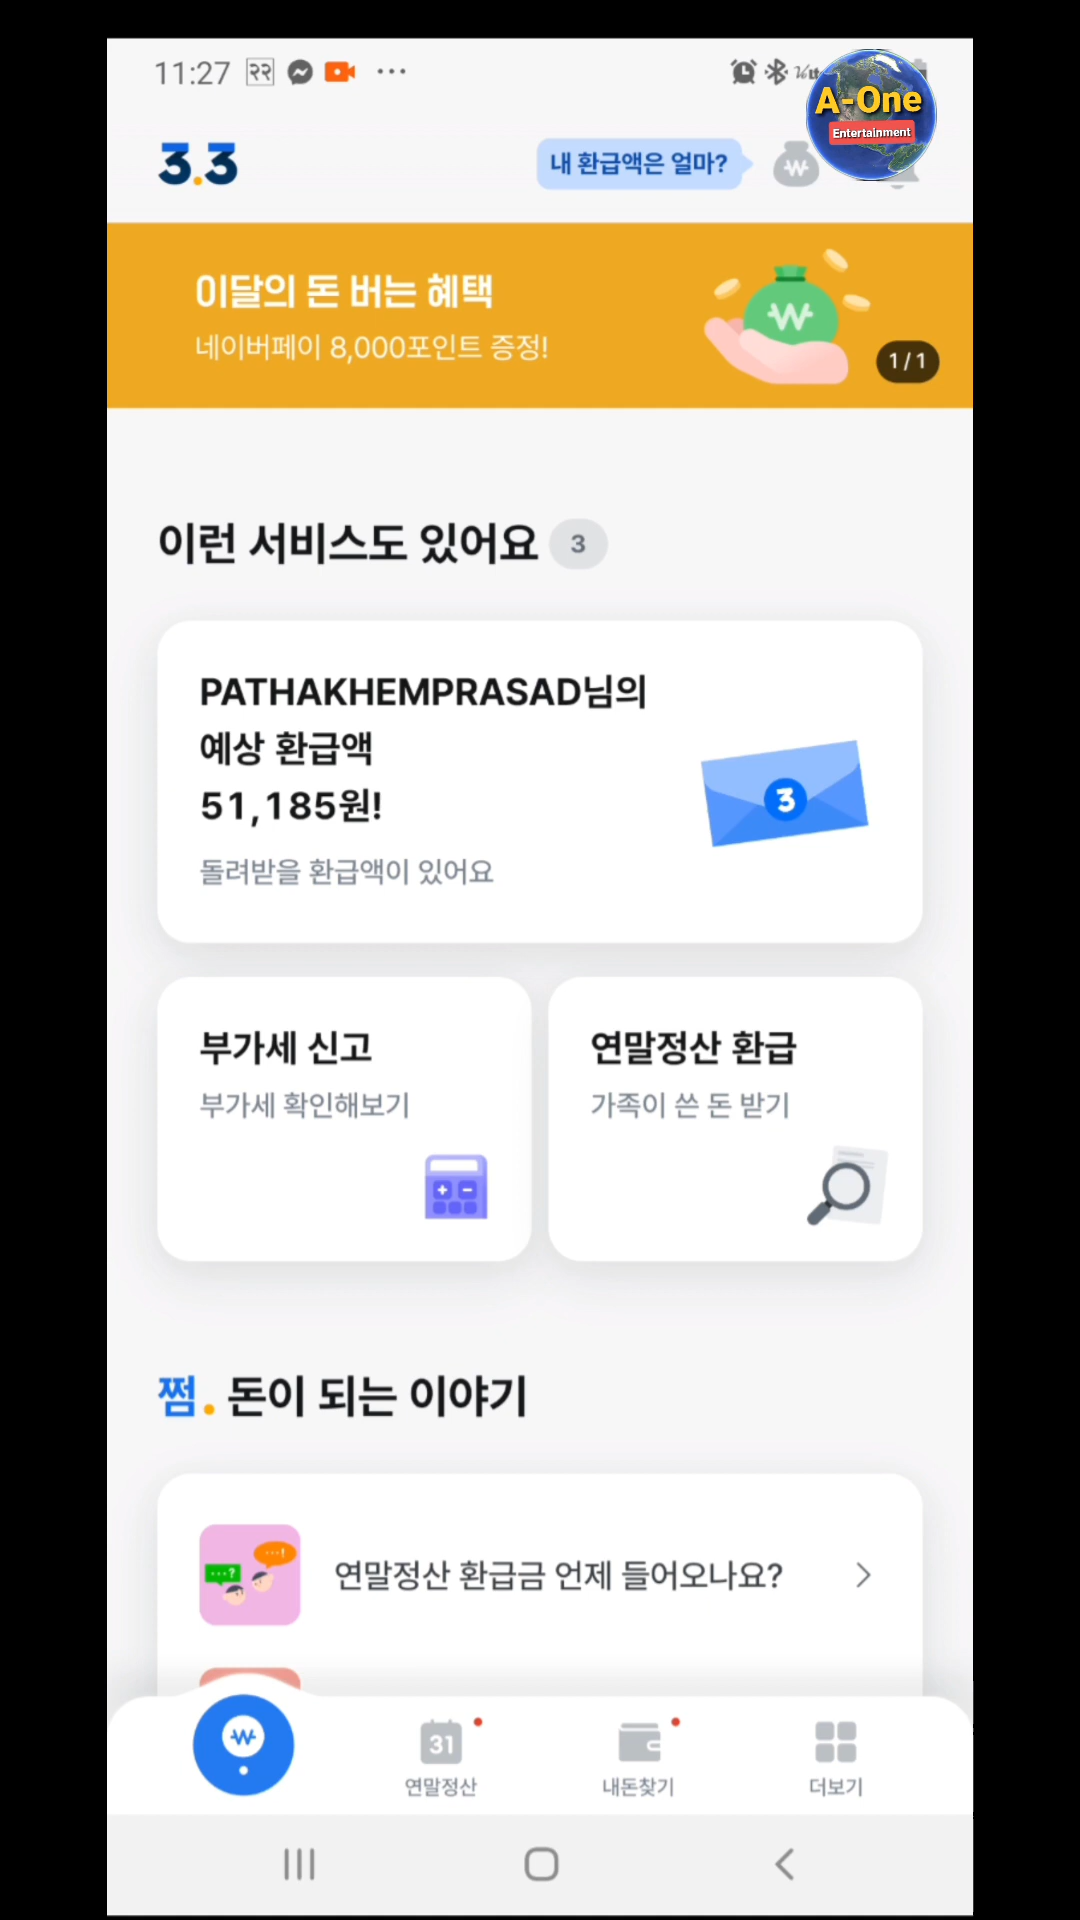 11:27 २२
A-One
Entertainment
3.3
내 환급액은 얼마?
이달의 돈 버는 혜택
네이버페이 8,000포인트 증정!
1 / 1
이런 서비스도 있어요 3
PATHAKHEMPRASAD님의
예상 환급액
51,185원!
돌려받을 환급액이 있어요
3
부가세 신고
부가세 확인해보기
연말정산 환급
가족이 쓴 돈 받기
쩜. 돈이 되는 이야기
연말정산 환급금 언제 들어오나요?
31
연말정산
내돈찾기
더보기